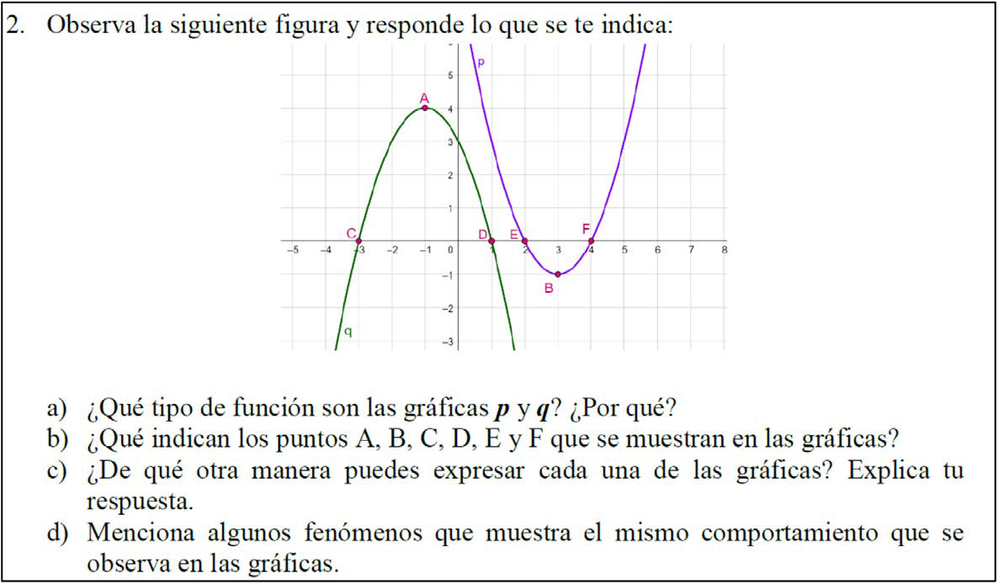 2. Observa la siguiente figura y responde lo que se te indica:
p
5
A
4
3
2
1
C D E F
-5 -4 -3 -2 -1 0 1 2 3 4 5 6 7 8
-1
B
-2
q
-3
a) ¿Qué tipo de función son las gráficas p y q? ¿Por qué?
b) ¿Qué indican los puntos A, B, C, D, E y F que se muestran en las gráficas?
c) ¿De qué otra manera puedes expresar cada una de las gráficas? Explica tu
respuesta.
d) Menciona algunos fenómenos que muestra el mismo comportamiento que se
observa en las gráficas.